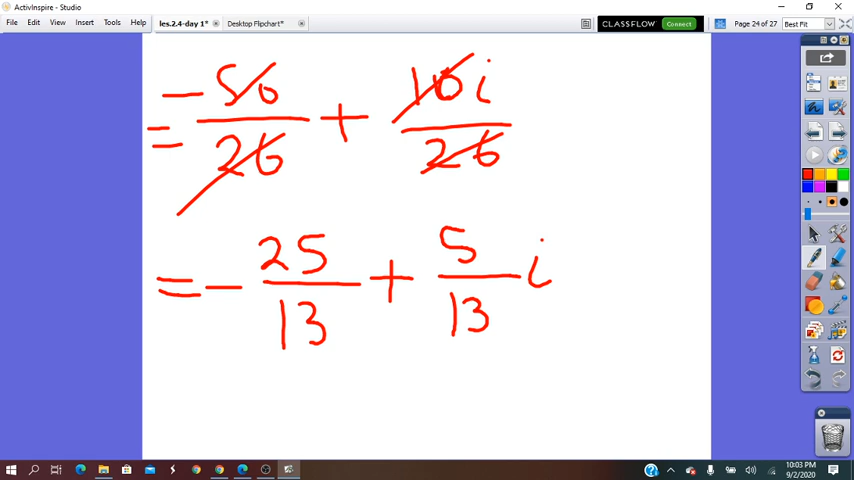 ActivInspire - Studio
File Edit View Insert Tools Help
les.2.4-day 1* Desktop Flipchart*
CLASSFLOW Connect
Page 24 of 27
Best Fit
= -50/26 + 10i/26
= - 25/13 + 5/13 i
10:03 PM
9/2/2020